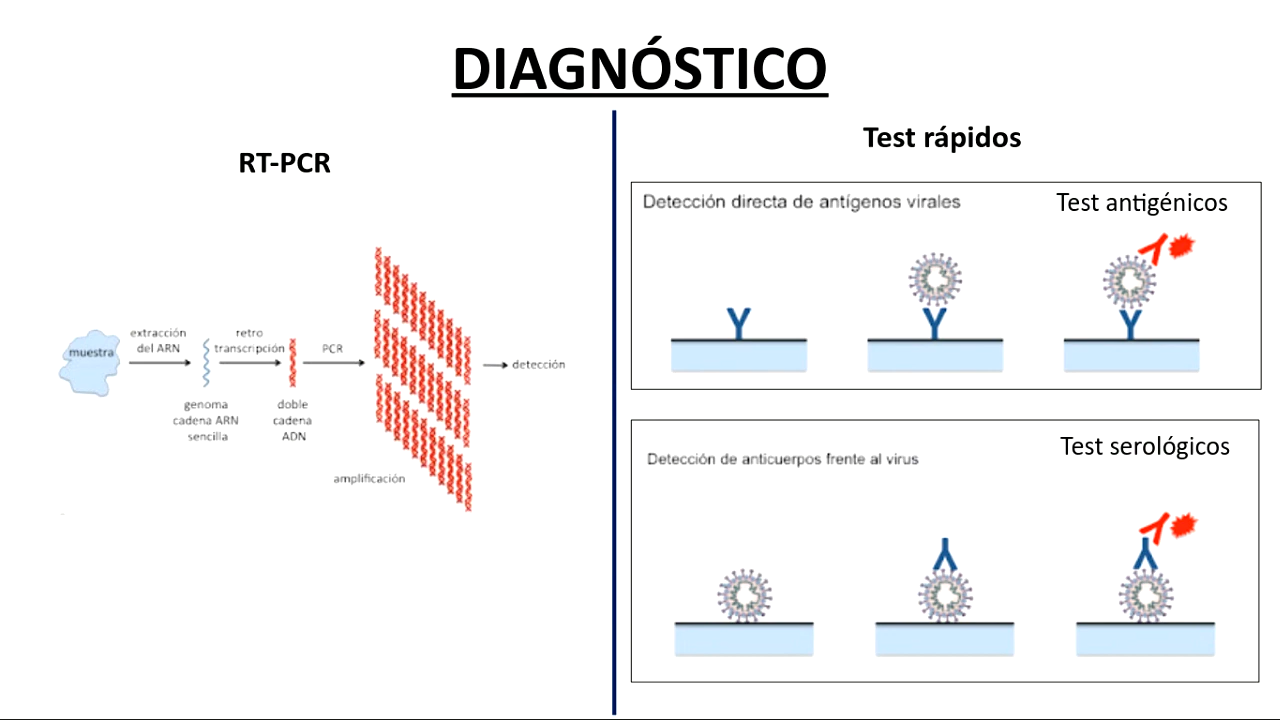 DIAGNÓSTICO
RT-PCR
muestra
extracción
del ARN
genoma
cadena ARN
sencilla
retro
transcripción
doble
cadena
ADN
PCR
amplificación
detección
Test rápidos
Detección directa de antígenos virales
Test antigénicos
Test serológicos
Detección de anticuerpos frente al virus